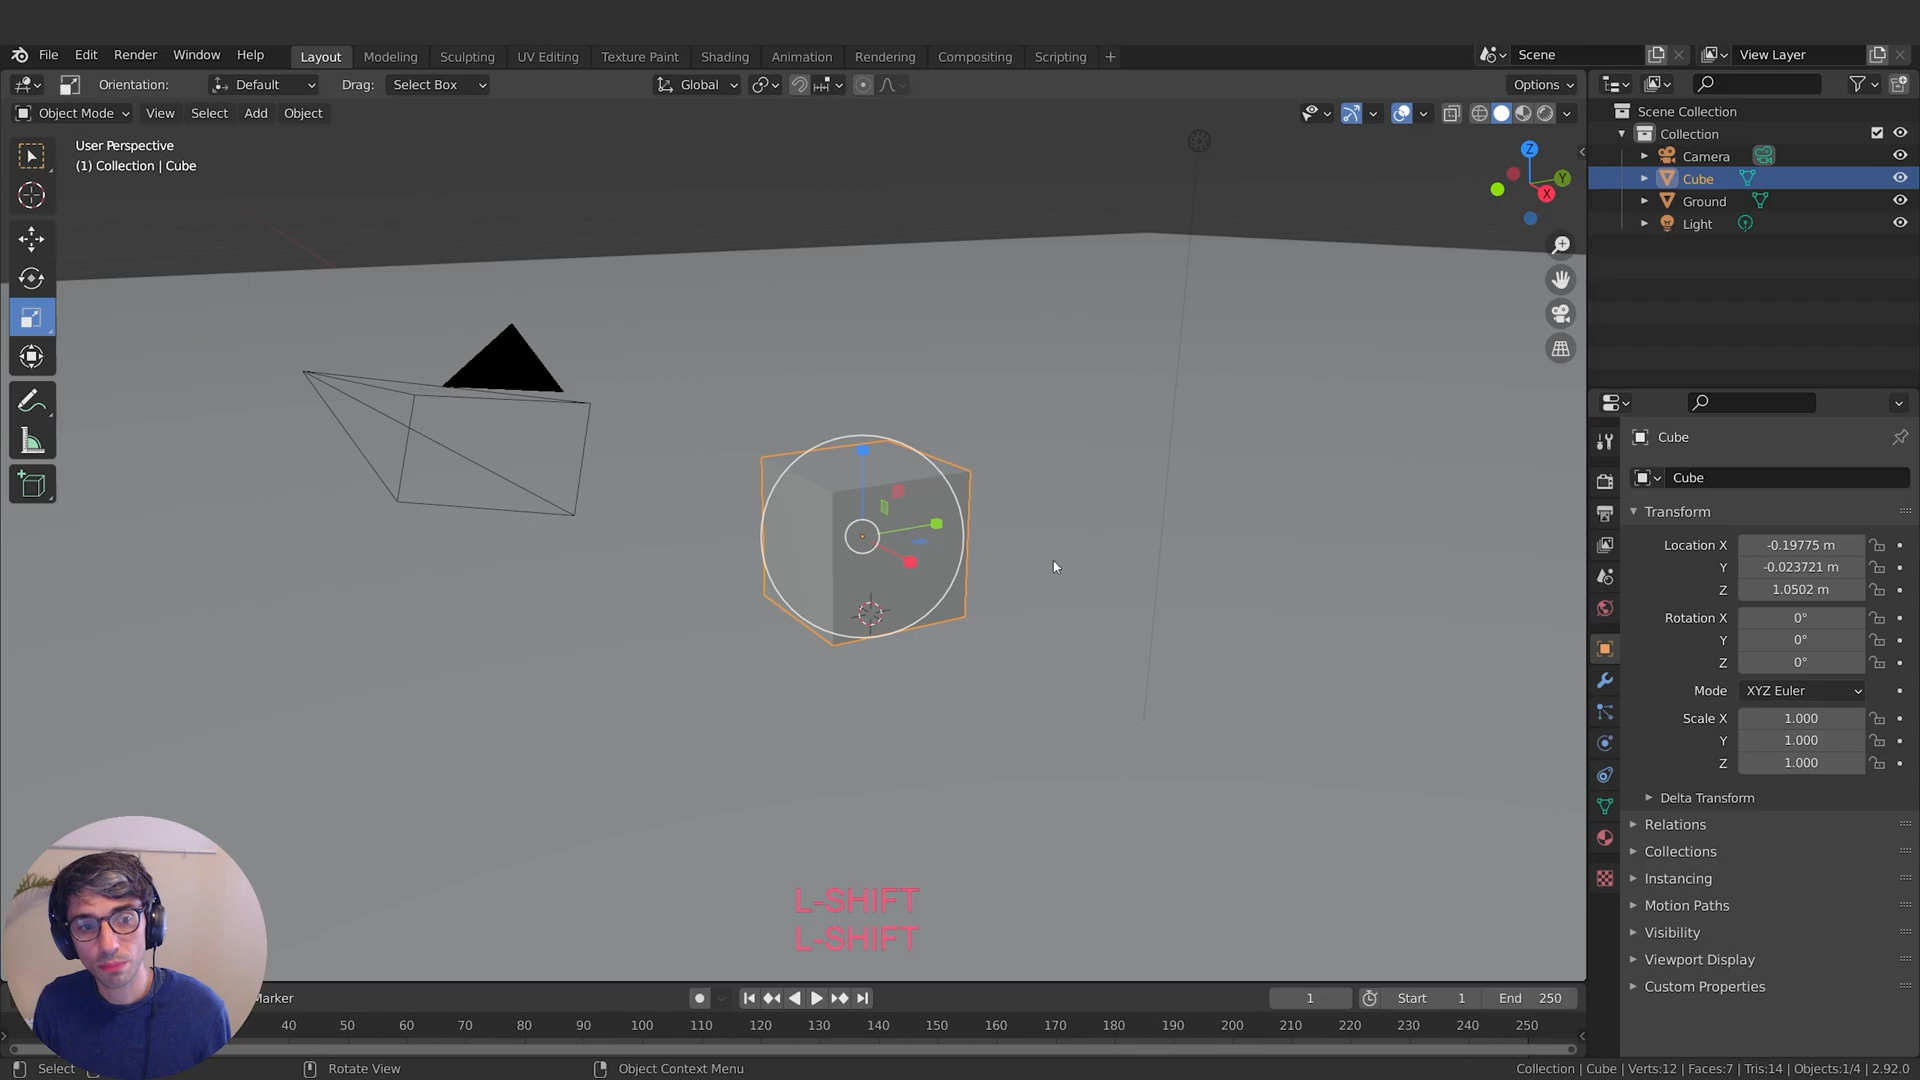 File Edit Render Window Help Layout Modeling Sculpting UV Editing Texture Paint Shading Animation Rendering Compositing Scripting + Scene View Layer
Orientation: Default Drag: Select Box Global Options
Object Mode View Select Add Object
User Perspective
(1) Collection | Cube
Z
Y
X
Scene Collection
Collection
Camera
Cube
Ground
Light
Cube
Cube
Transform
Location X -0.19775 m
Y -0.023721 m
Z 1.0502 m
Rotation X 0°
Y 0°
Z 0°
Mode XYZ Euler
Scale X 1.000
Y 1.000
Z 1.000
Delta Transform
Relations
Collections
Instancing
Motion Paths
Visibility
Viewport Display
Custom Properties
L-SHIFT
L-SHIFT
Marker 1 Start 1 End 250
40 50 60 70 80 90 100 110 120 130 140 150 160 170 180 190 200 210 220 230 240 250
Select Rotate View Object Context Menu Collection | Cube | Verts:12 | Faces:7 | Tris:14 | Objects:1/4 | 2.92.0